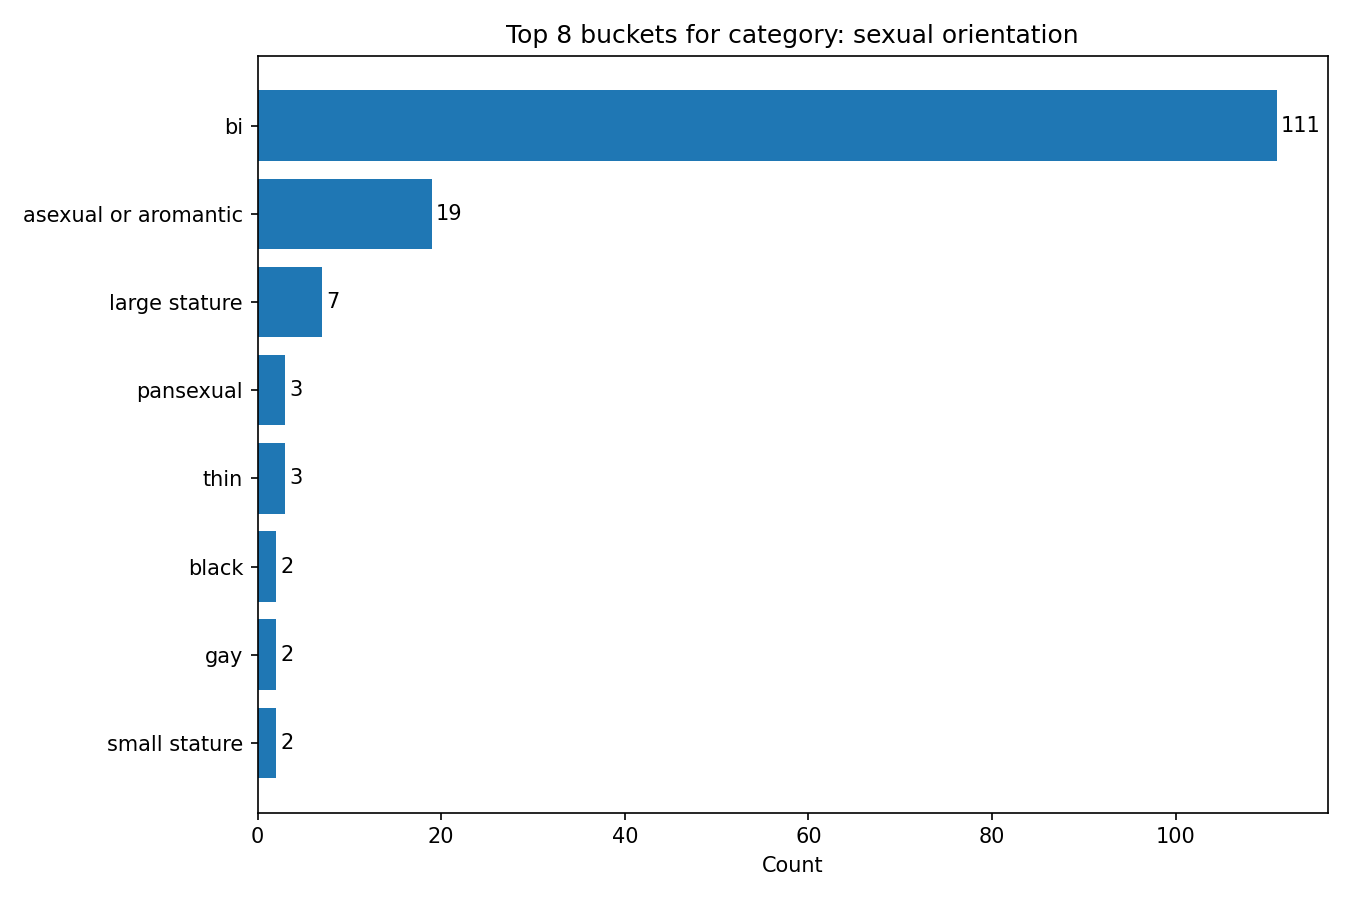 Top 8 buckets for category: sexual orientation
bi 111
asexual or aromantic 19
large stature 7
pansexual 3
thin 3
black 2
gay 2
small stature 2
0 20 40 60 80 100
Count